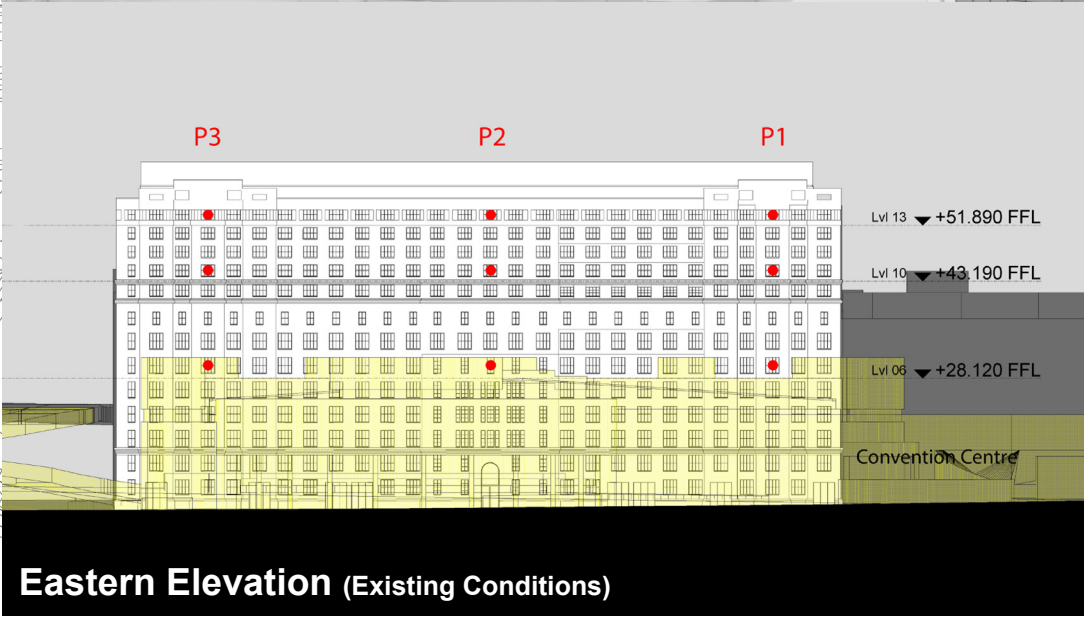 P3 P2 P1
Lvl 13 +51.890 FFL
Lvl 10 +43.190 FFL
Lvl 06 +28.120 FFL
Convention Centre
Eastern Elevation (Existing Conditions)